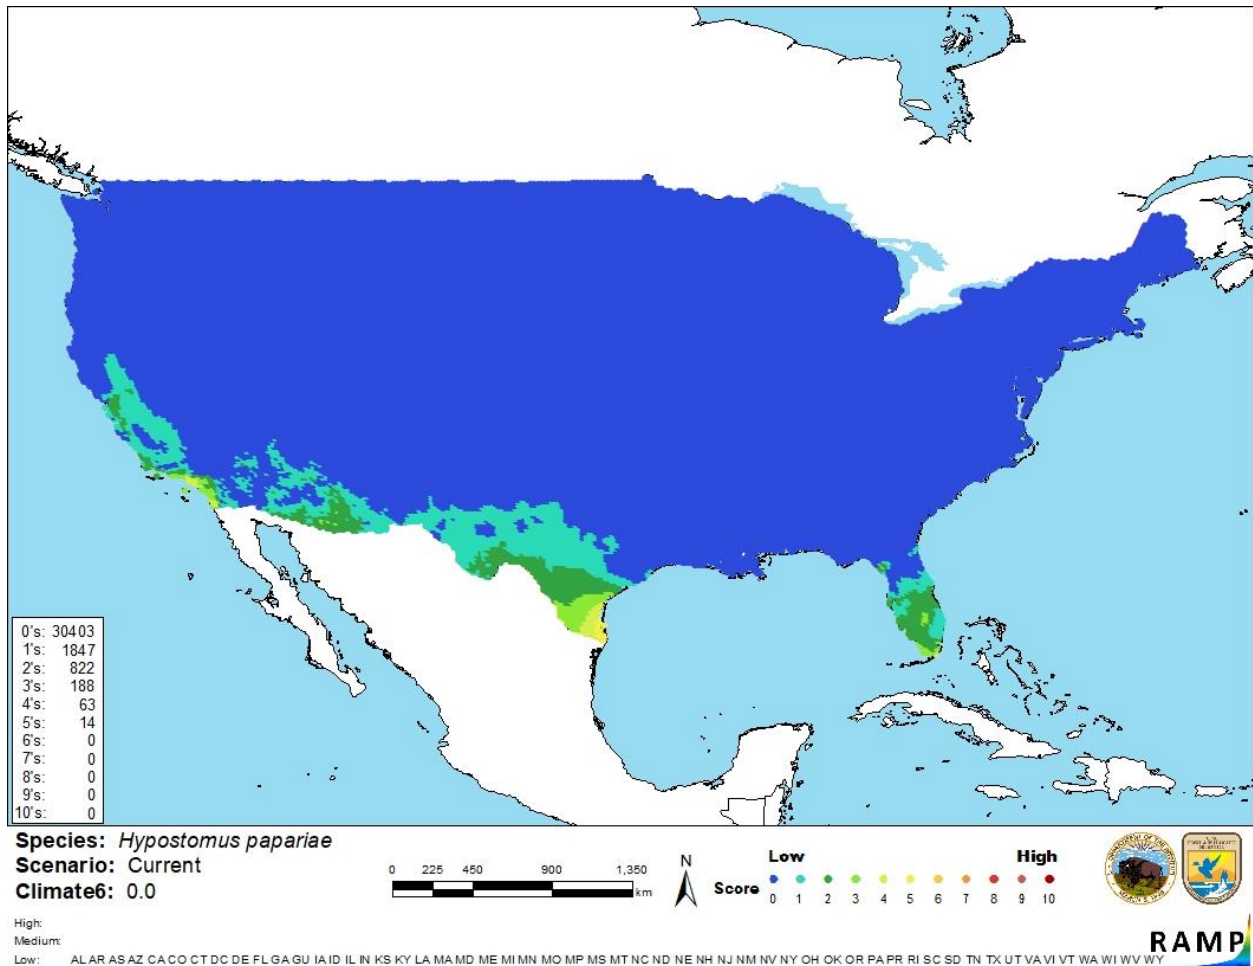 0's: 30403
1's: 1847
2's: 822
3's: 188
4's: 63
5's: 14
6's: 0
7's: 0
8's: 0
9's: 0
10's: 0
Species: Hypostomus papariae
Scenario: Current
Climate6: 0.0
0 225 450 900 1,350
km
N
Low High
Score
0 1 2 3 4 5 6 7 8 9 10
High:
Medium:
Low: AL AR AS AZ CA CO CT DC DE FL GA GU IA ID IL IN KS KY LA MA MD ME MI MN MO MP MS MT NC ND NE NH NJ NM NV NY OH OK OR PA PR RI SC SD TN TX UT VA VI VT WA WI WV WY
RAMP